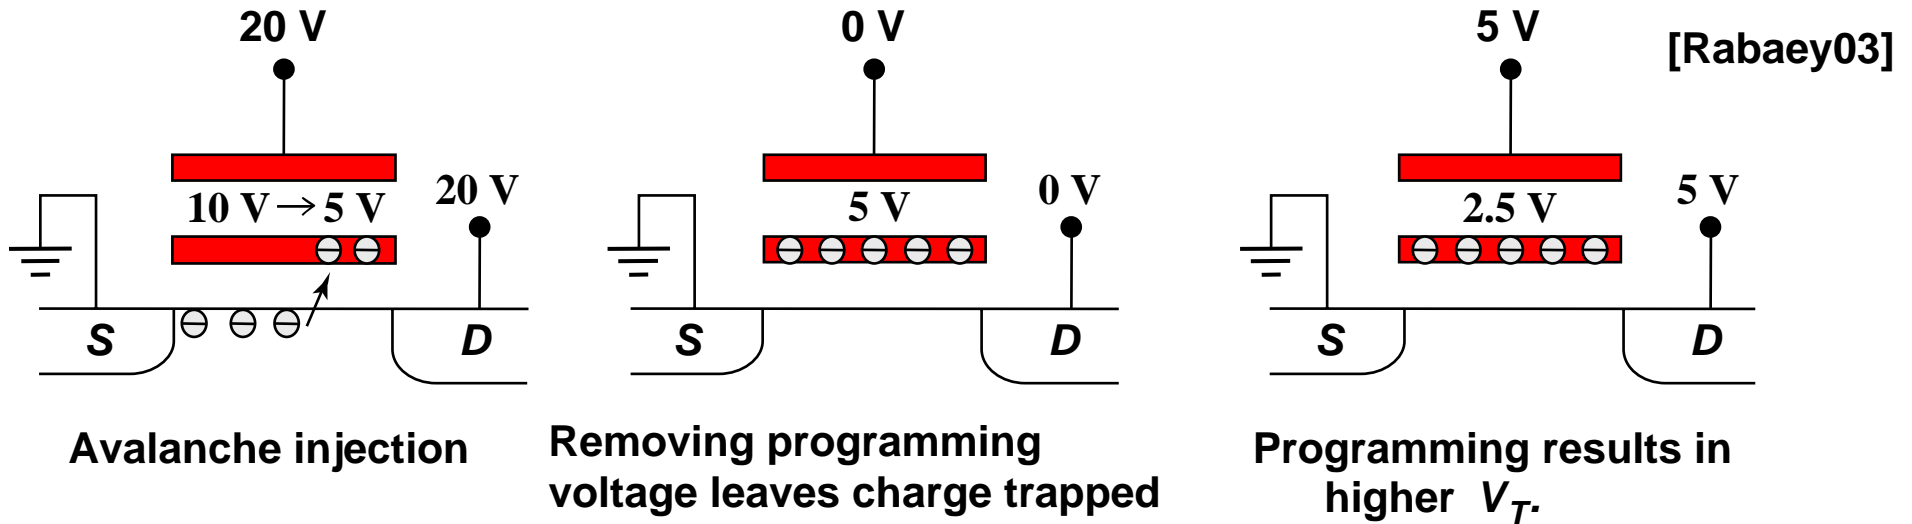 20 V
10 V → 5 V
20 V
S
D
Avalanche injection
0 V
5 V
0 V
S
D
Removing programming
voltage leaves charge trapped
5 V
[Rabaey03]
2.5 V
5 V
S
D
Programming results in
higher V_T.